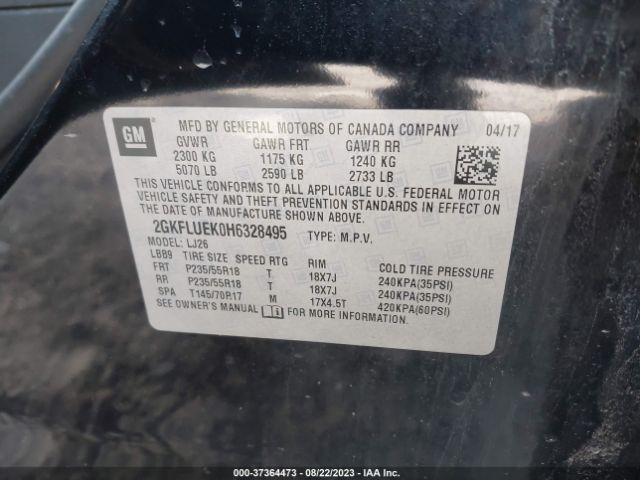 GM
MFD BY GENERAL MOTORS OF CANADA COMPANY 04/17
GVWR GAWR FRT GAWR RR
2300 KG 1175 KG 1240 KG
5070 LB 2590 LB 2733 LB
THIS VEHICLE CONFORMS TO ALL APPLICABLE U.S. FEDERAL MOTOR
VEHICLE SAFETY AND THEFT PREVENTION STANDARDS IN EFFECT ON
THE DATE OF MANUFACTURE SHOWN ABOVE.
2GKFLUEK0H6328495 TYPE: M.P.V.
MODEL: LJ26
LBB9 TIRE SIZE SPEED RTG RIM COLD TIRE PRESSURE
FRT P235/55R18 T 18X7J 240KPA(35PSI)
RR P235/55R18 T 18X7J 240KPA(35PSI)
SPA T145/70R17 M 17X4.5T 420KPA(60PSI)
SEE OWNER'S MANUAL FOR MORE INFORMATION.
000-37364473 - 08/22/2023 - IAA Inc.